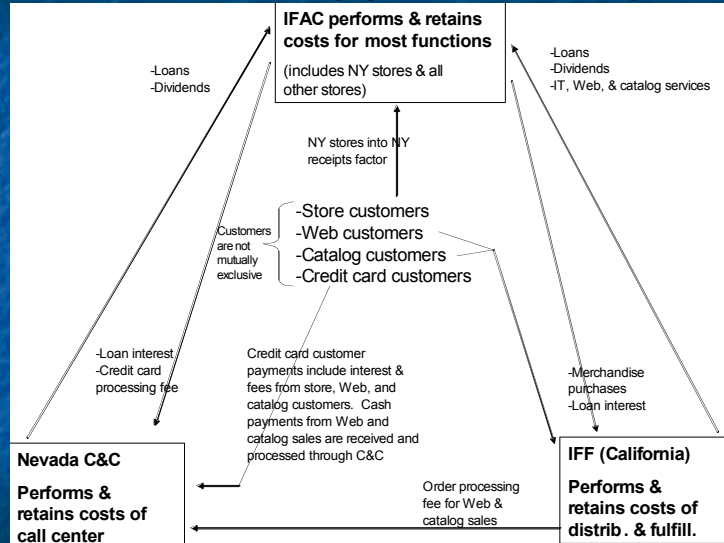 IFAC performs & retains
costs for most functions
(includes NY stores & all
other stores)
-Loans
-Dividends
-Loans
-Dividends
-IT, Web, & catalog services
NY stores into NY
receipts factor
Customers
are not
mutually
exclusive
-Store customers
-Web customers
-Catalog customers
-Credit card customers
-Loan interest
-Credit card
processing fee
Credit card customer
payments include interest &
fees from store, Web, and
catalog customers. Cash
payments from Web and
catalog sales are received and
processed through C&C
-Merchandise
purchases
-Loan interest
Nevada C&C
Performs &
retains costs of
call center
Order processing
fee for Web &
catalog sales
IFF (California)
Performs &
retains costs of
distrib. & fulfill.